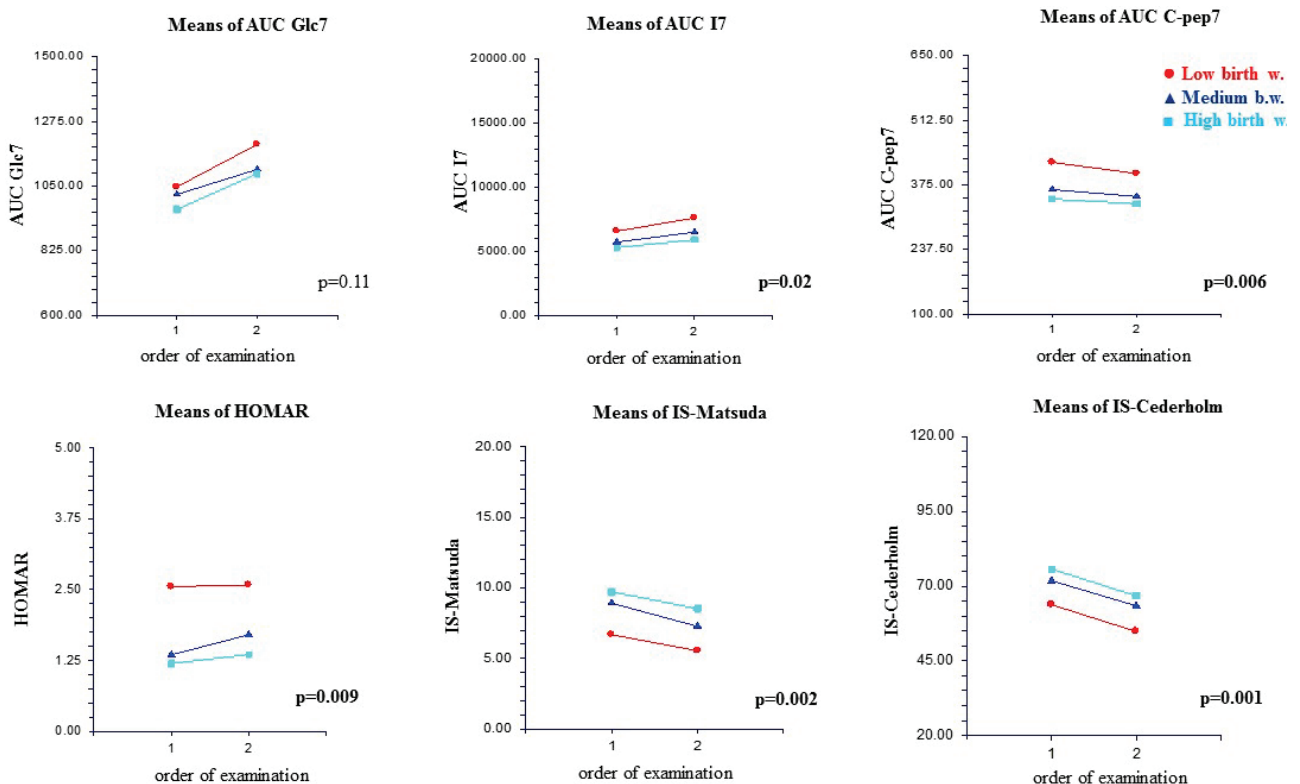 Means of AUC Glc7
1500.00
1275.00
1050.00
825.00
600.00
AUC Glc7
1
2
order of examination
p=0.11
Means of AUC I7
20000.00
15000.00
10000.00
5000.00
0.00
AUC I7
1
2
order of examination
p=0.02
Means of AUC C-pep7
650.00
512.50
375.00
237.50
100.00
AUC C-pep7
1
2
order of examination
p=0.006
Low birth w.
Medium b.w.
High birth w.
Means of HOMAR
5.00
3.75
2.50
1.25
0.00
HOMAR
1
2
order of examination
p=0.009
Means of IS-Matsuda
20.00
15.00
10.00
5.00
0.00
IS-Matsuda
1
2
order of examination
p=0.002
Means of IS-Cederholm
120.00
95.00
70.00
45.00
20.00
IS-Cederholm
1
2
order of examination
p=0.001